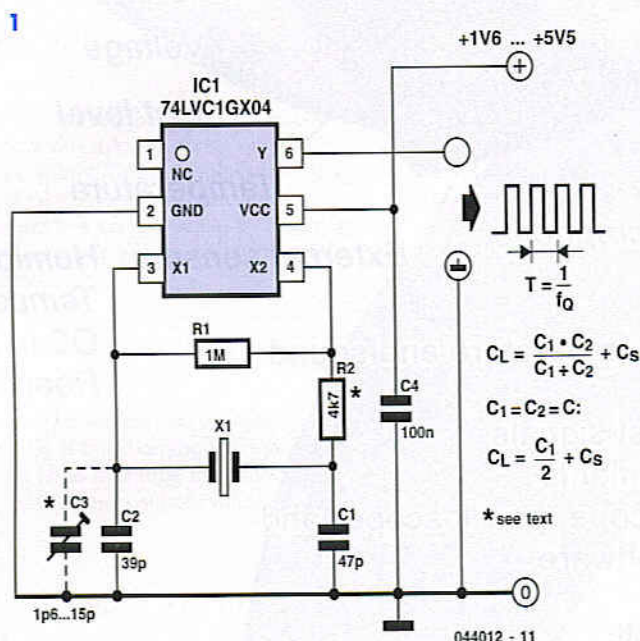 1
+1V6 ... +5V5
IC1
74LVC1GX04
1
NC
Y
6
2
GND
VCC
5
3
X1
X2
4
T = 1/fQ
R1
1M
R2
4k7
*
C4
100n
CL = C1 • C2 / C1 + C2 + CS
C1 = C2 = C:
CL = C1/2 + CS
* see text
X1
*
C3
C2
39p
C1
47p
1p6...15p
0
044012 - 11